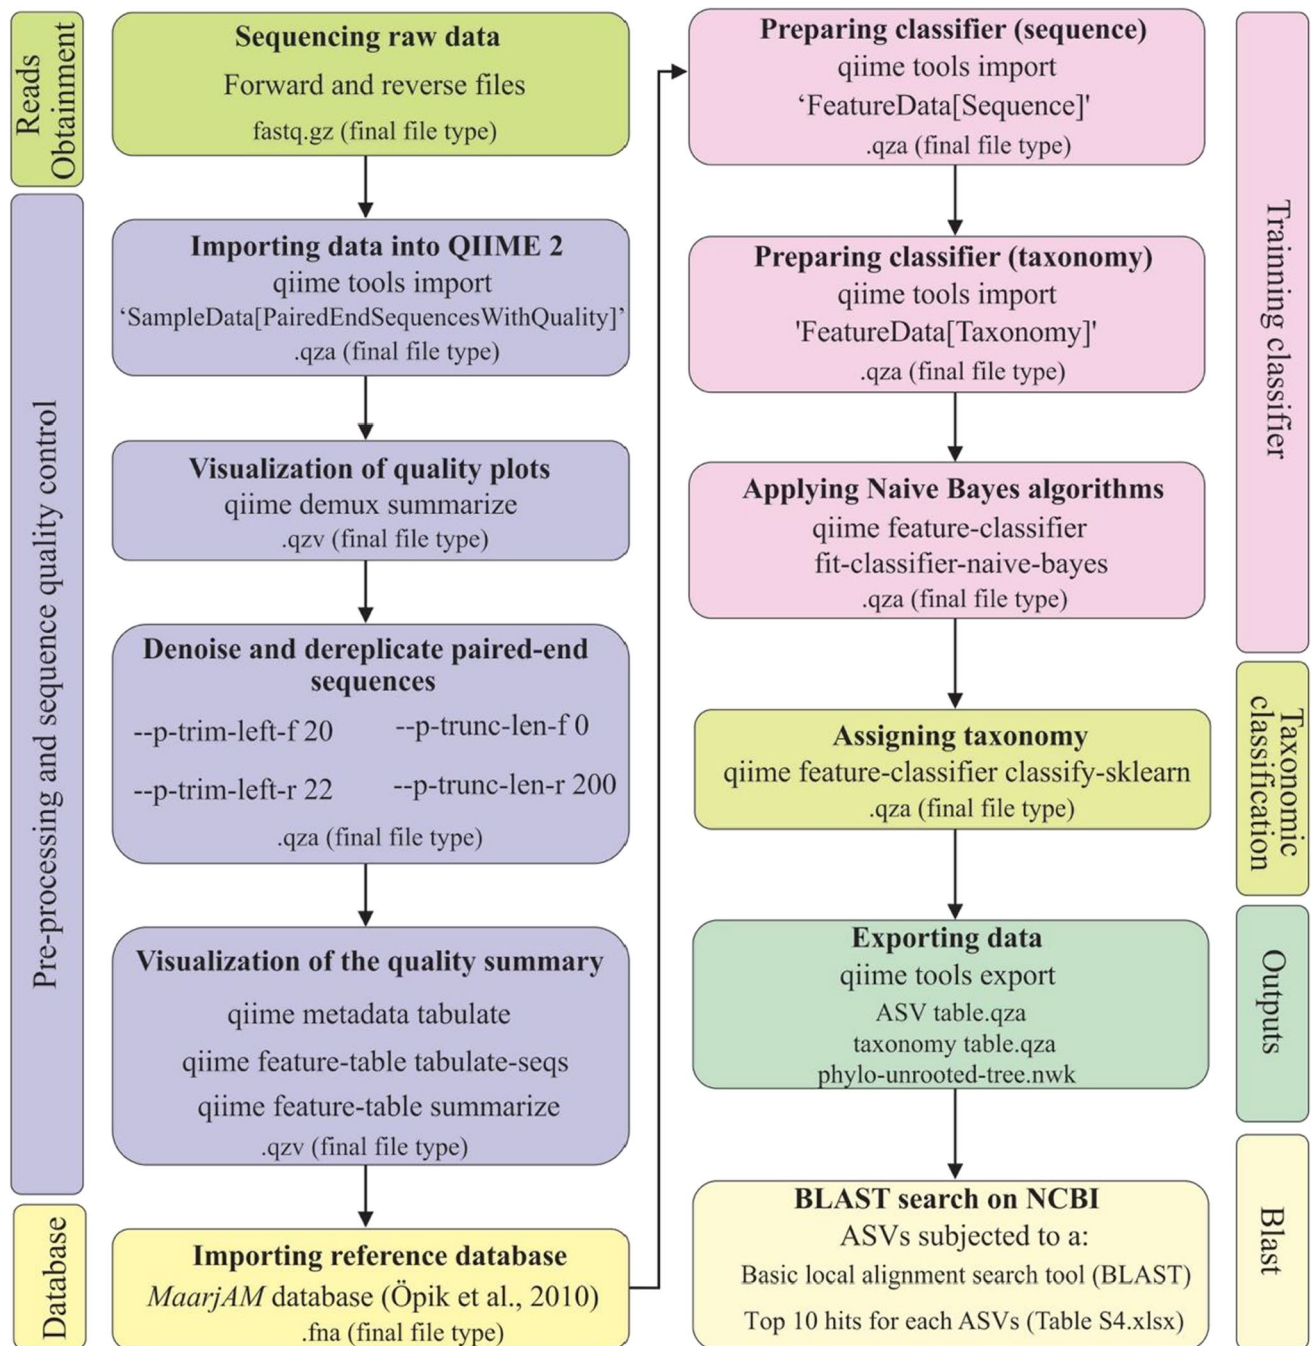 Reads
Obtainment
Sequencing raw data
Forward and reverse files
fastq.gz (final file type)
Pre-processing and sequence quality control
Importing data into QIIME 2
qiime tools import
‘SampleData[PairedEndSequencesWithQuality]’
.qza (final file type)
Visualization of quality plots
qiime demux summarize
.qzv (final file type)
Denoise and dereplicate paired-end
sequences
--p-trim-left-f 20 --p-trunc-len-f 0
--p-trim-left-r 22 --p-trunc-len-r 200
.qza (final file type)
Visualization of the quality summary
qiime metadata tabulate
qiime feature-table tabulate-seqs
qiime feature-table summarize
.qzv (final file type)
Database
Importing reference database
MaarjAM database (Öpik et al., 2010)
.fna (final file type)
Preparing classifier (sequence)
qiime tools import
‘FeatureData[Sequence]'
.qza (final file type)
Preparing classifier (taxonomy)
qiime tools import
'FeatureData[Taxonomy]'
.qza (final file type)
Applying Naive Bayes algorithms
qiime feature-classifier
fit-classifier-naive-bayes
.qza (final file type)
Trainning classifier
Assigning taxonomy
qiime feature-classifier classify-sklearn
.qza (final file type)
Taxonomic
classification
Exporting data
qiime tools export
ASV table.qza
taxonomy table.qza
phylo-unrooted-tree.nwk
Outputs
BLAST search on NCBI
ASVs subjected to a:
Basic local alignment search tool (BLAST)
Top 10 hits for each ASVs (Table S4.xlsx)
Blast